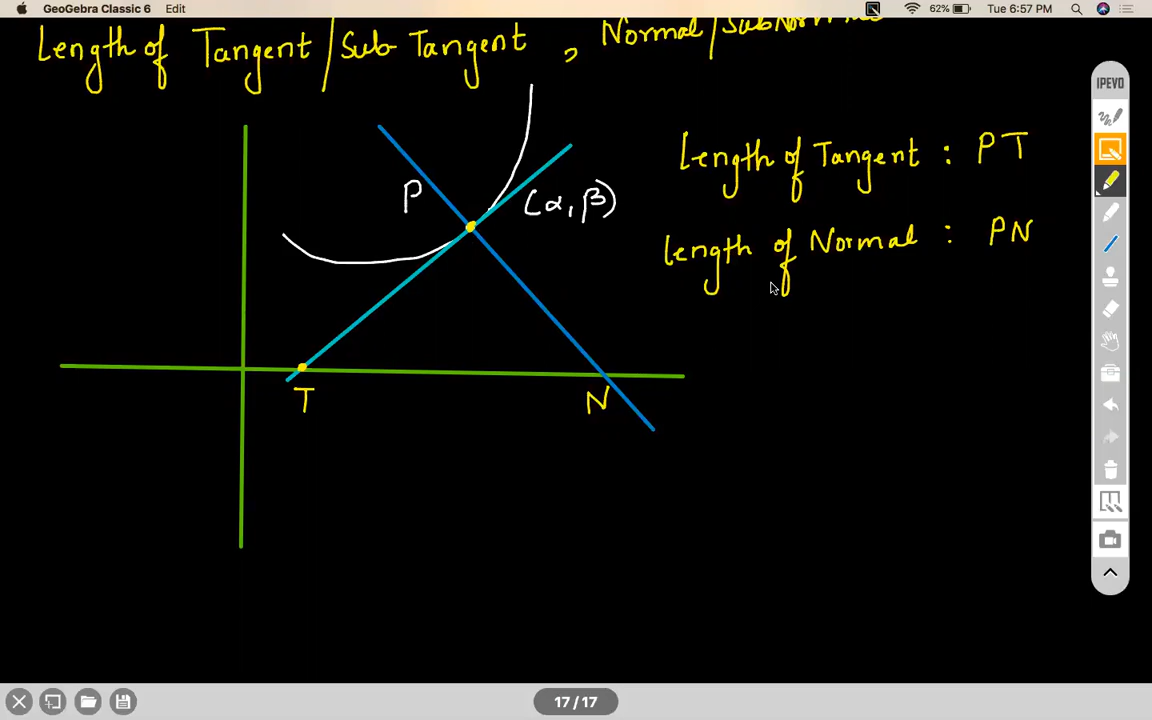 GeoGebra Classic 6 Edit 62% Tue 6:57 PM
Length of Tangent/Sub Tangent , Normal/SubNormal
IPEVO
Length of Tangent : PT
P (α, β)
Length of Normal : PN
T N
17/17